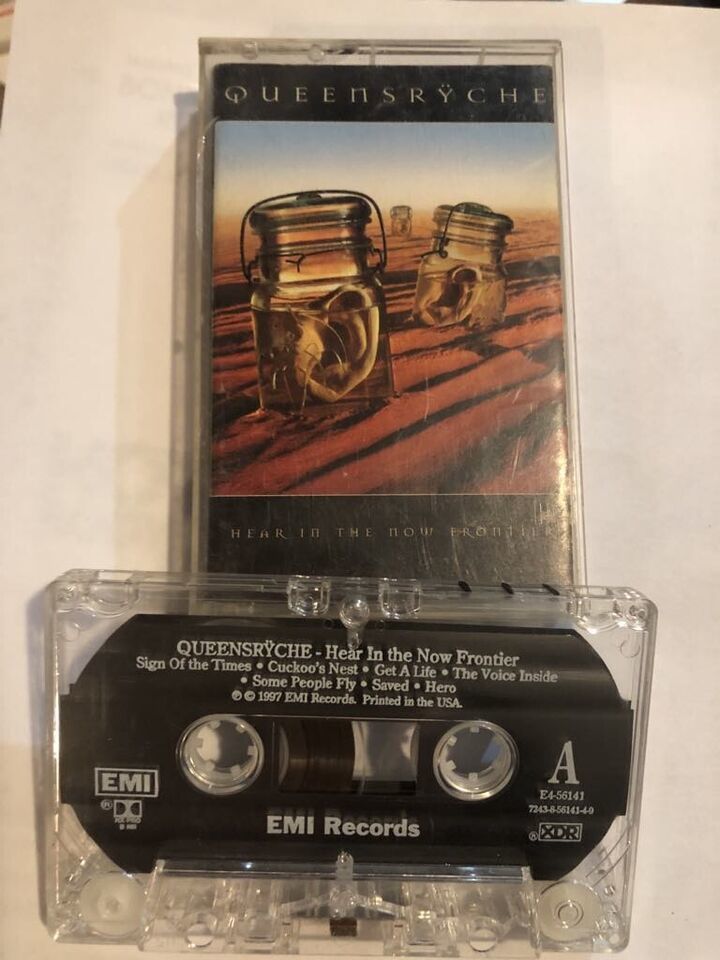 QUEENSRŸCHE
HEAR IN THE NOW FRONTIER
QUEENSRŸCHE - Hear In the Now Frontier
Sign Of the Times • Cuckoo's Nest • Get A Life • The Voice Inside
• Some People Fly • Saved • Hero
℗ © 1997 EMI Records. Printed in the USA.
EMI
A
E4-56141
7243-8-56141-4-9
® HX PRO
® XDR
EMI Records